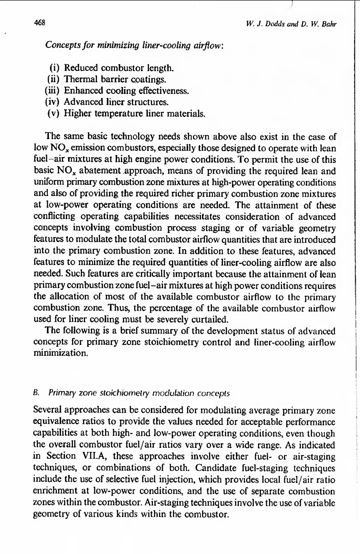 468
W. J. Dodds and D. W. Bahr
Concepts for minimizing liner-cooling airflow:
(i) Reduced combustor length.
(ii) Thermal barrier coatings.
(iii) Enhanced cooling effectiveness.
(iv) Advanced liner structures.
(v) Higher temperature liner materials.
The same basic technology needs shown above also exist in the case of
low NOx emission combustors, especially those designed to operate with lean
fuel–air mixtures at high engine power conditions. To permit the use of this
basic NOx abatement approach, means of providing the required lean and
uniform primary combustion zone mixtures at high-power operating conditions
and also of providing the required richer primary combustion zone mixtures
at low-power operating conditions are needed. The attainment of these
conflicting operating capabilities necessitates consideration of advanced
concepts involving combustion process staging or of variable geometry
features to modulate the total combustor airflow quantities that are introduced
into the primary combustion zone. In addition to these features, advanced
features to minimize the required quantities of liner-cooling airflow are also
needed. Such features are critically important because the attainment of lean
primary combustion zone fuel–air mixtures at high power conditions requires
the allocation of most of the available combustor airflow to the primary
combustion zone. Thus, the percentage of the available combustor airflow
used for liner cooling must be severely curtailed.
The following is a brief summary of the development status of advanced
concepts for primary zone stoichiometry control and liner-cooling airflow
minimization.
B. Primary zone stoichiometry modulation concepts
Several approaches can be considered for modulating average primary zone
equivalence ratios to provide the values needed for acceptable performance
capabilities at both high- and low-power operating conditions, even though
the overall combustor fuel/air ratios vary over a wide range. As indicated
in Section VII.A, these approaches involve either fuel- or air-staging
techniques, or combinations of both. Candidate fuel-staging techniques
include the use of selective fuel injection, which provides local fuel/air ratio
enrichment at low-power conditions, and the use of separate combustion
zones within the combustor. Air-staging techniques involve the use of variable
geometry of various kinds within the combustor.